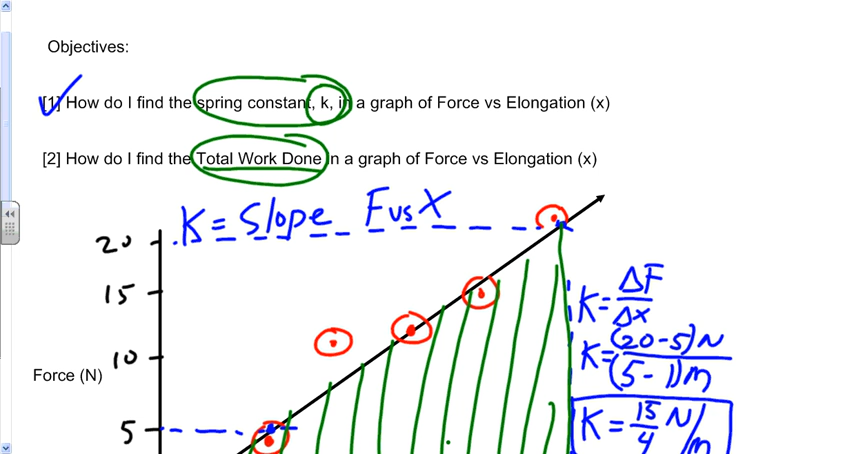 Objectives:
[1] How do I find the spring constant, k, in a graph of Force vs Elongation (x)
[2] How do I find the Total Work Done in a graph of Force vs Elongation (x)
K = Slope F vs X
20
15
10
Force (N)
5
K = ΔF/Δx
K = (20-5)N/(5-1)m
K = 15/4 N/m